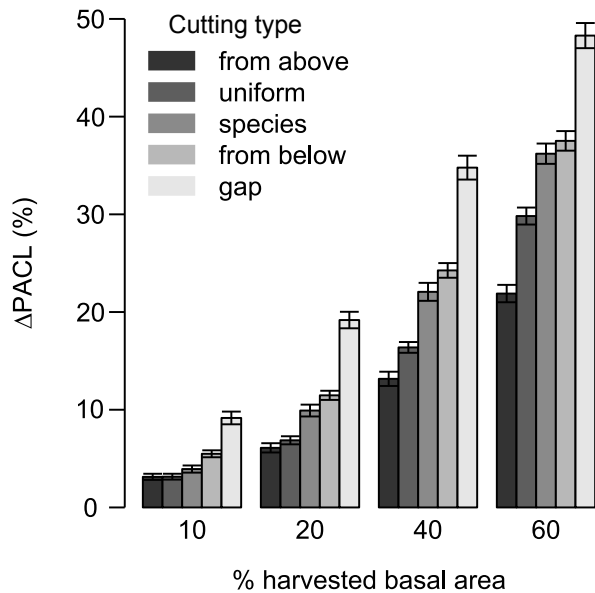 50
40
30
20
10
0
ΔPACL (%)
Cutting type
from above
uniform
species
from below
gap
10 20 40 60
% harvested basal area